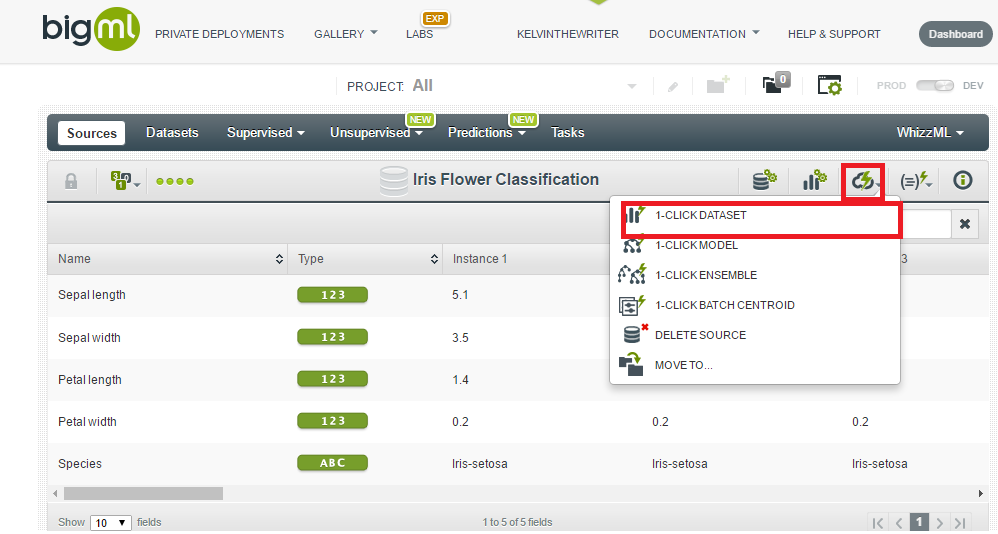 bigml
EXP
PRIVATE DEPLOYMENTS GALLERY LABS KELVINTHEWRITER DOCUMENTATION HELP & SUPPORT Dashboard
PROJECT: All 0 PROD DEV
NEW NEW
Sources Datasets Supervised Unsupervised Predictions Tasks WhizzML
Iris Flower Classification
1-CLICK DATASET
1-CLICK MODEL
1-CLICK ENSEMBLE
1-CLICK BATCH CENTROID
DELETE SOURCE
MOVE TO...
Name Type Instance 1 3
Sepal length 123 5.1
Sepal width 123 3.5
Petal length 123 1.4
Petal width 123 0.2 0.2 0.2
Species ABC Iris-setosa Iris-setosa Iris-setosa
Show 10 fields 1 to 5 of 5 fields 1